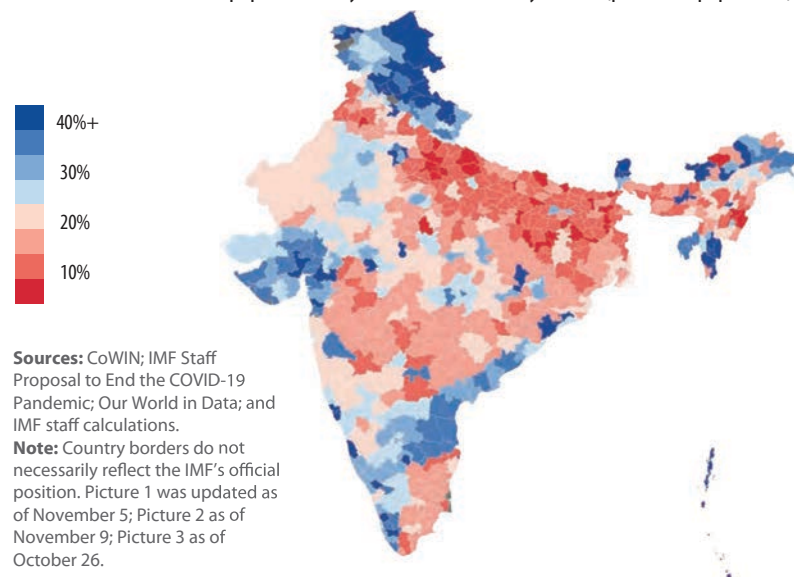 40%+
30%
20%
10%
Sources: CoWIN; IMF Staff
Proposal to End the COVID-19
Pandemic; Our World in Data; and
IMF staff calculations.
Note: Country borders do not
necessarily reflect the IMF's official
position. Picture 1 was updated as
of November 5; Picture 2 as of
November 9; Picture 3 as of
October 26.